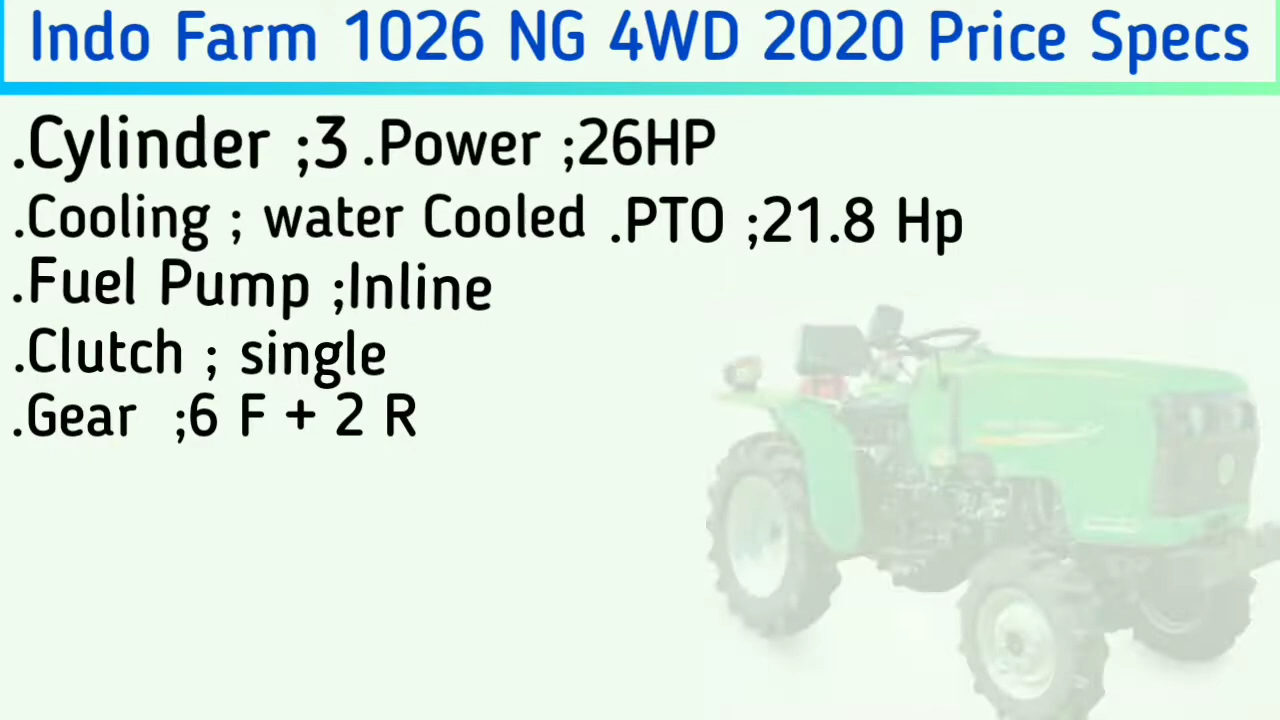 Indo Farm 1026 NG 4WD 2020 Price Specs
.Cylinder ;3 .Power ;26HP
.Cooling ; water Cooled .PTO ;21.8 Hp
.Fuel Pump ;Inline
.Clutch ; single
.Gear ;6 F + 2 R